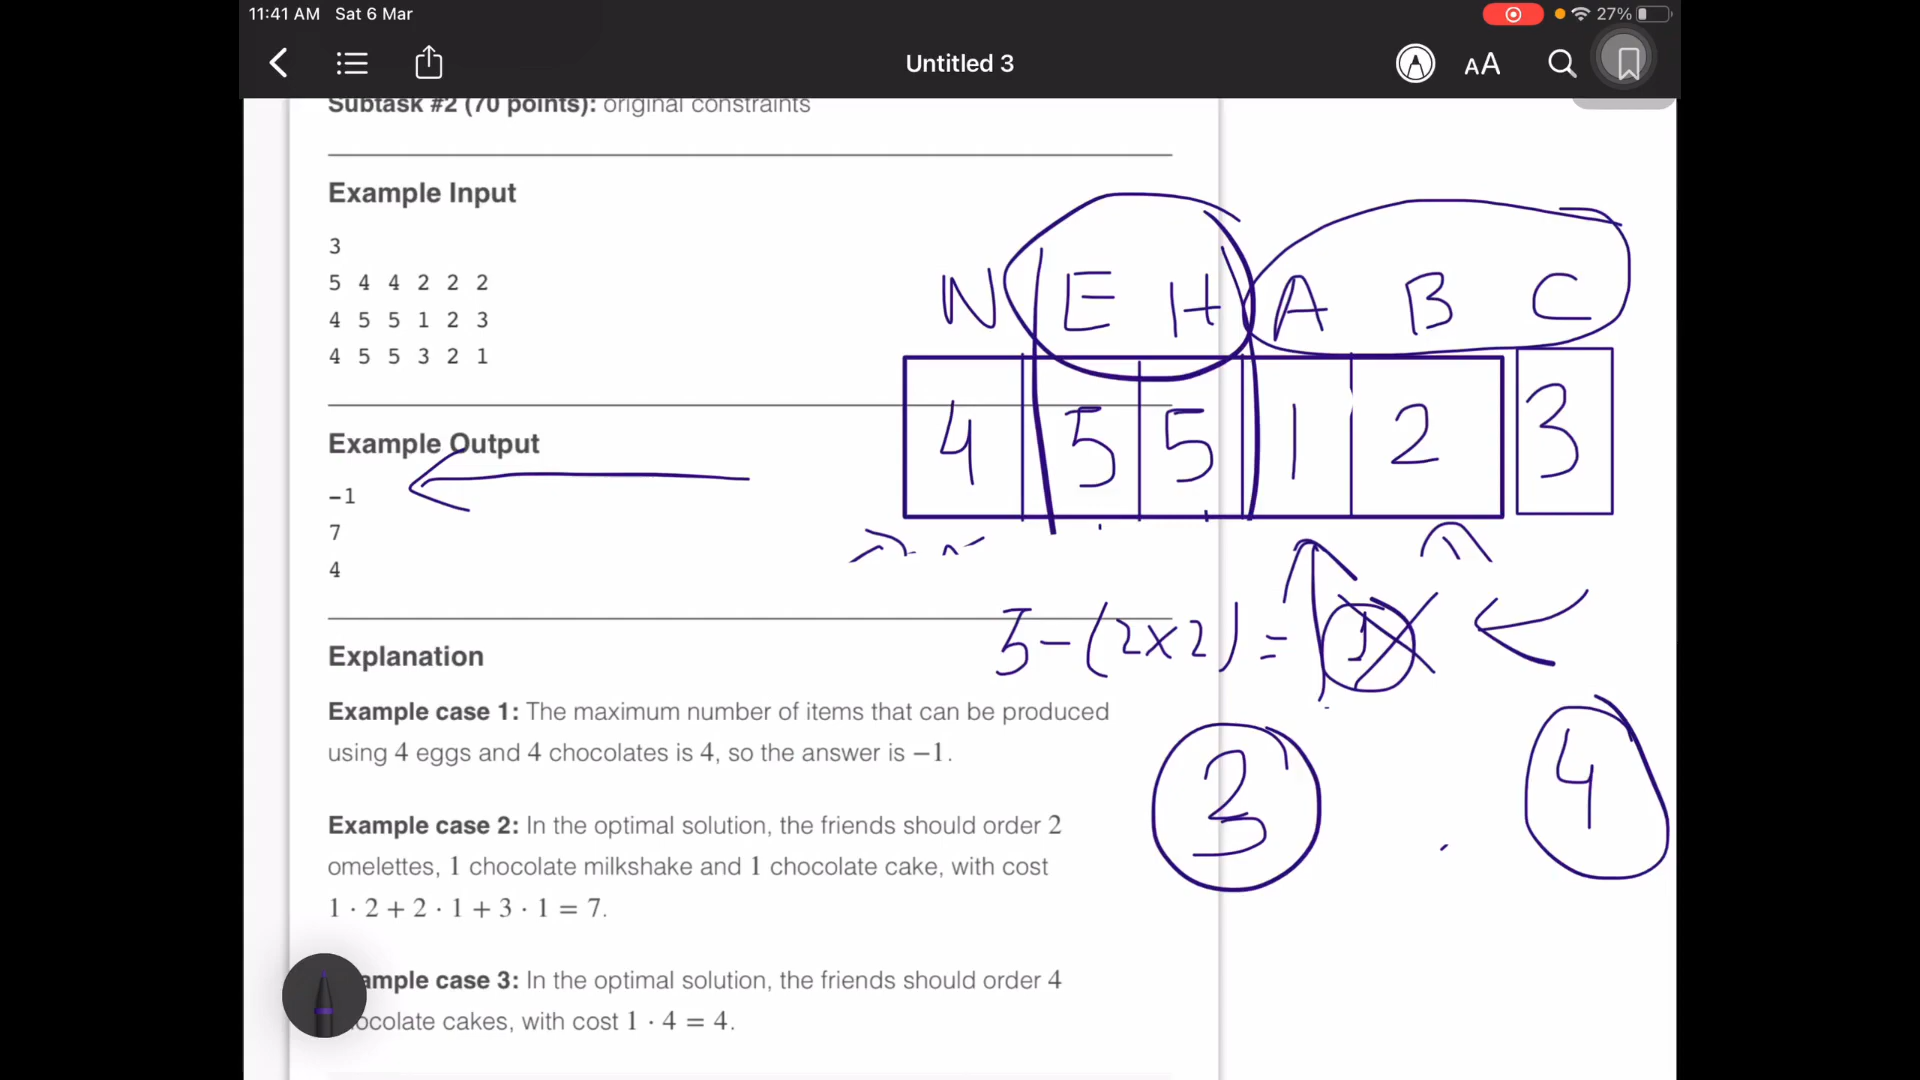 11:41 AM Sat 6 Mar
27%
Untitled 3
AA
Subtask #2 (70 points): original constraints
Example Input
3
5 4 4 2 2 2
4 5 5 1 2 3
4 5 5 3 2 1
N E H A B C
4 5 5 1 2 3
Example Output
-1
7
4
5-(2x2) = 1
Explanation
Example case 1: The maximum number of items that can be produced
using 4 eggs and 4 chocolates is 4, so the answer is −1.
3
4
Example case 2: In the optimal solution, the friends should order 2
omelettes, 1 chocolate milkshake and 1 chocolate cake, with cost
1 · 2 + 2 · 1 + 3 · 1 = 7.
ample case 3: In the optimal solution, the friends should order 4
ocolate cakes, with cost 1 · 4 = 4.